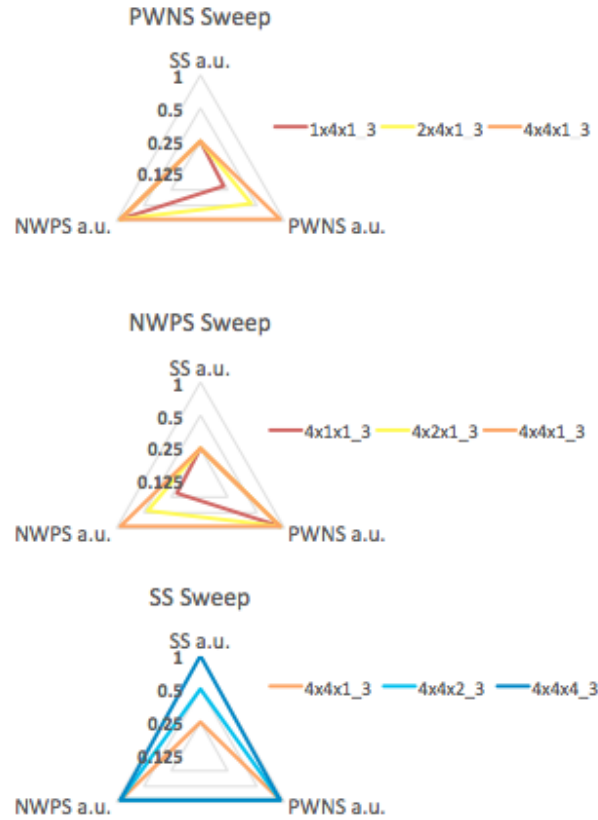 PWNS Sweep
SS a.u.
1
0.5
0.25
0.125
NWPS a.u.
PWNS a.u.
1x4x1_3 2x4x1_3 4x4x1_3
NWPS Sweep
SS a.u.
1
0.5
0.25
0.125
NWPS a.u.
PWNS a.u.
4x1x1_3 4x2x1_3 4x4x1_3
SS Sweep
SS a.u.
1
0.5
0.25
0.125
NWPS a.u.
PWNS a.u.
4x4x1_3 4x4x2_3 4x4x4_3